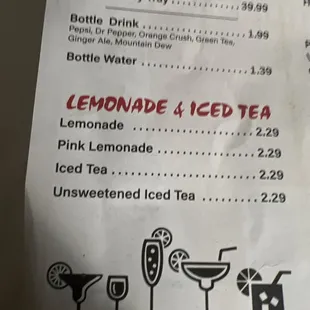 39.99
Bottle Drink ..................... 1.99
Pepsi, Dr Pepper, Orange Crush, Green Tea,
Ginger Ale, Mountain Dew
Bottle Water ..................... 1.39
LEMONADE & ICED TEA
Lemonade ..................... 2.29
Pink Lemonade ................. 2.29
Iced Tea ......................... 2.29
Unsweetened Iced Tea ......... 2.29